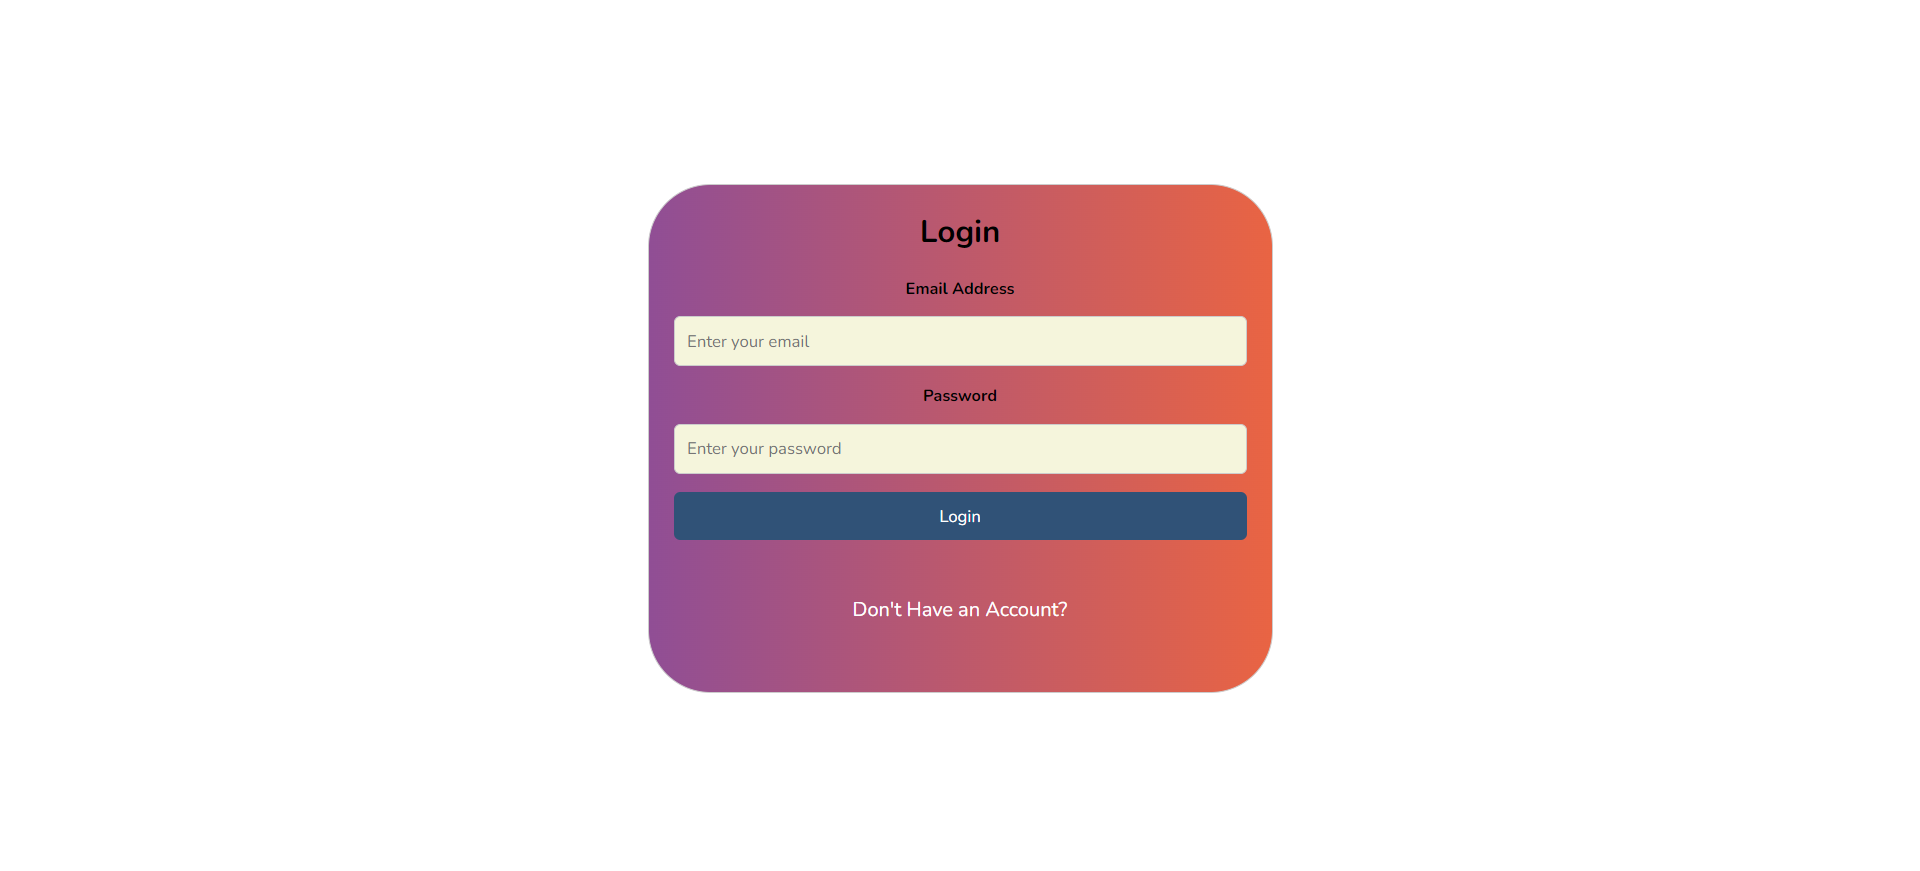 Login
Email Address
Enter your email
Password
Enter your password
Login
Don't Have an Account?